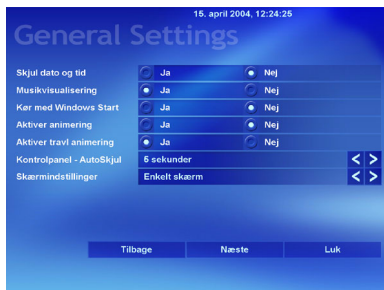 15. april 2004, 12:24:25
General Settings
Skjul dato og tid Ja Nej
Musikvisualisering Ja Nej
Kør med Windows Start Ja Nej
Aktiver animering Ja Nej
Aktiver travl animering Ja Nej
Kontrolpanel - AutoSkjul 5 sekunder < >
Skærmindstillinger Enkelt skærm < >
Tilbage Næste Luk